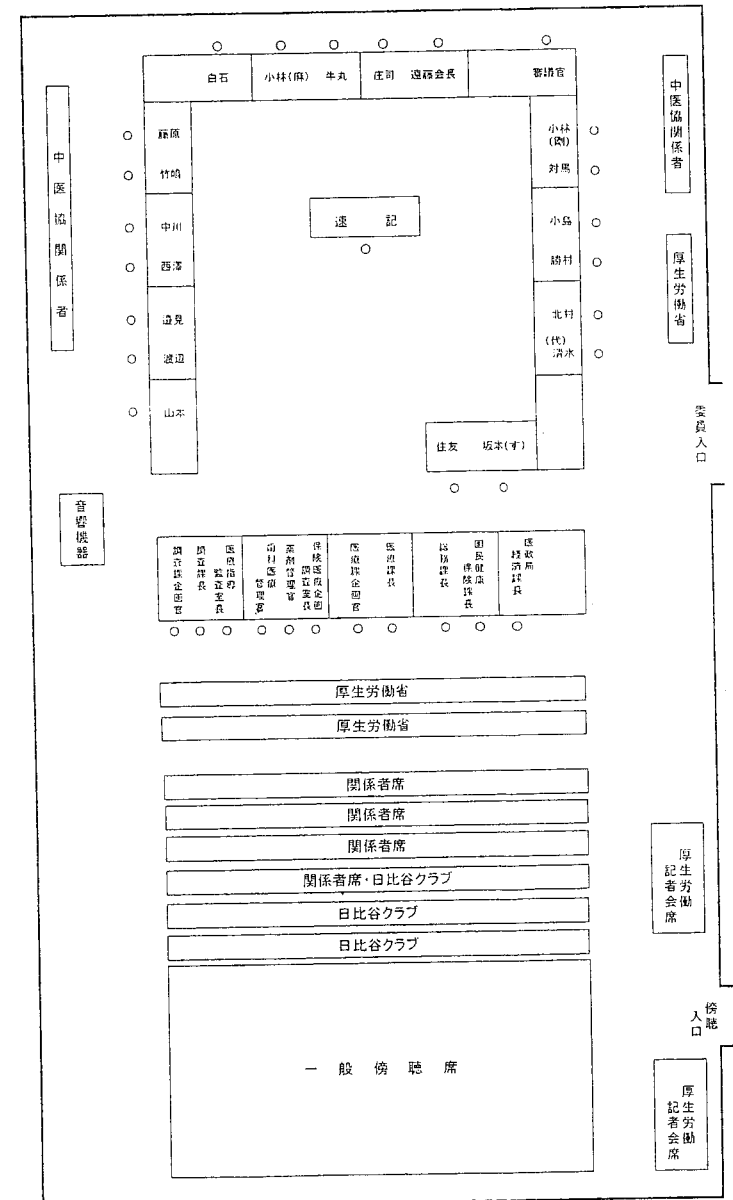 白石 小林(麻) 牛丸 庄司 遠藤会長 審議官
中医協関係者
中医協関係者
藤原
竹嶋
中川
西澤
邉見
渡辺
山本
速記
小林(剛)
対馬
小島
勝村
北村
(代)清水
厚生労働省
委員入口
住友 坂本(す)
音響機器
調査課企画官
調査課長
医療指導監査室長
歯科医療管理官
薬剤管理官
保険医療企画調査室長
医療課企画官
医療課長
総務課長
国民健康保険課長
医政局経済課長
厚生労働省
厚生労働省
関係者席
関係者席
関係者席
関係者席・日比谷クラブ
日比谷クラブ
日比谷クラブ
厚生労働記者会席
一般傍聴席
傍聴入口
厚生労働記者会席